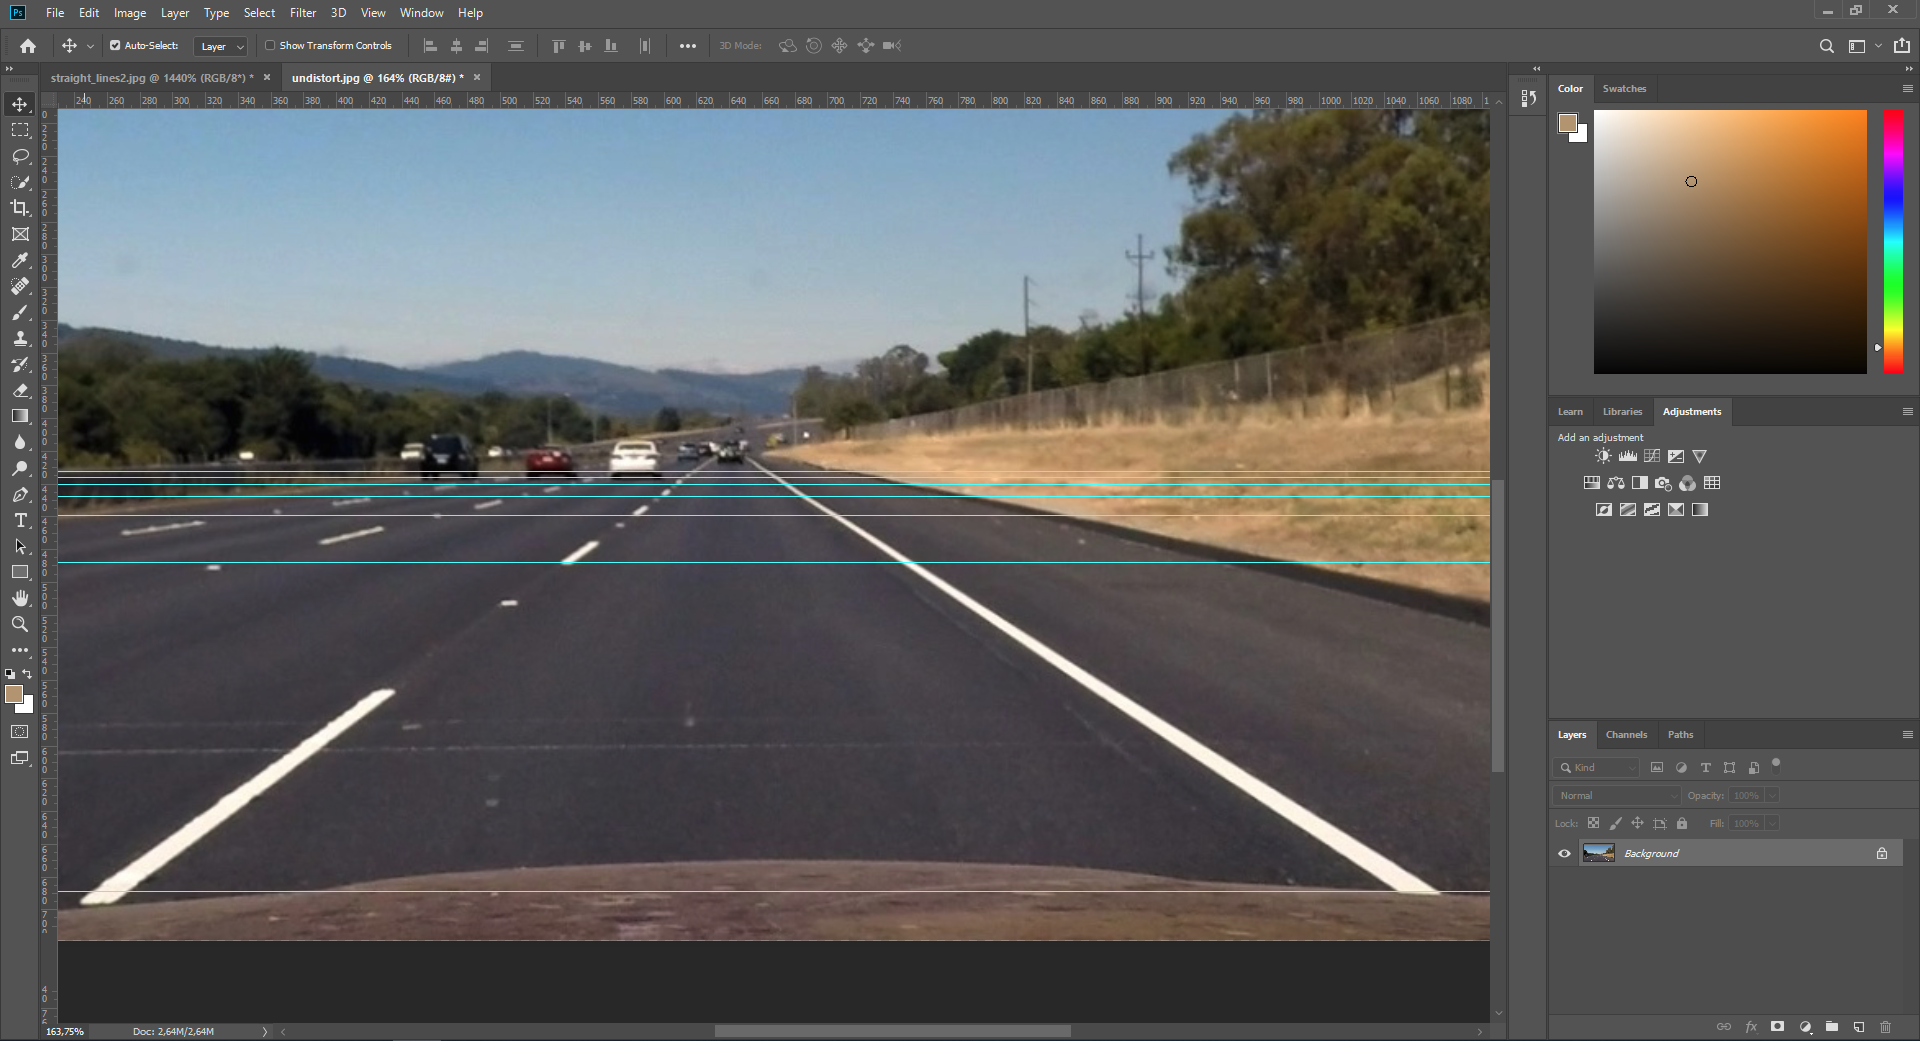 Ps File Edit Image Layer Type Select Filter 3D View Window Help
Auto-Select: Layer Show Transform Controls 3D Mode:
straight_lines2.jpg @ 1440% (RGB/8*) * × undistort.jpg @ 164% (RGB/8#) * ×
240 260 280 300 320 340 360 380 400 420 440 460 480 500 520 540 560 580 600 620 640 660 680 700 720 740 760 780 800 820 840 860 880 900 920 940 960 980 1000 1020 1040 1060 1080 1
Color Swatches
Learn Libraries Adjustments
Add an adjustment
Layers Channels Paths
Kind
Normal Opacity: 100%
Lock: Fill: 100%
Background
fx
163,75% Doc: 2,64M/2,64M